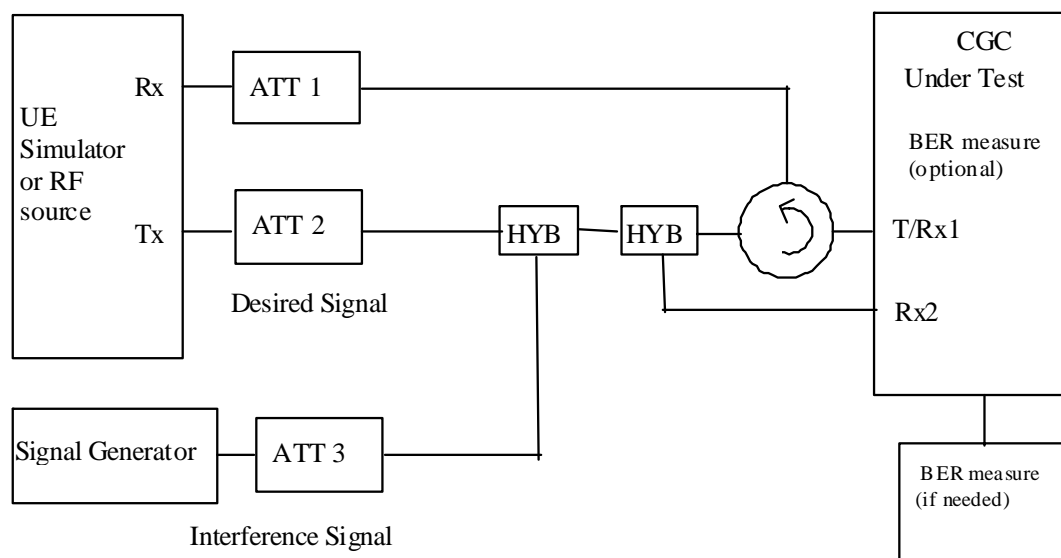 UE
Simulator
or RF
source
Rx
Tx
ATT 1
ATT 2
Desired Signal
HYB
HYB
CGC
Under Test
BER measure
(optional)
T/Rx1
Rx2
Signal Generator
ATT 3
Interference Signal
BER measure
(if needed)